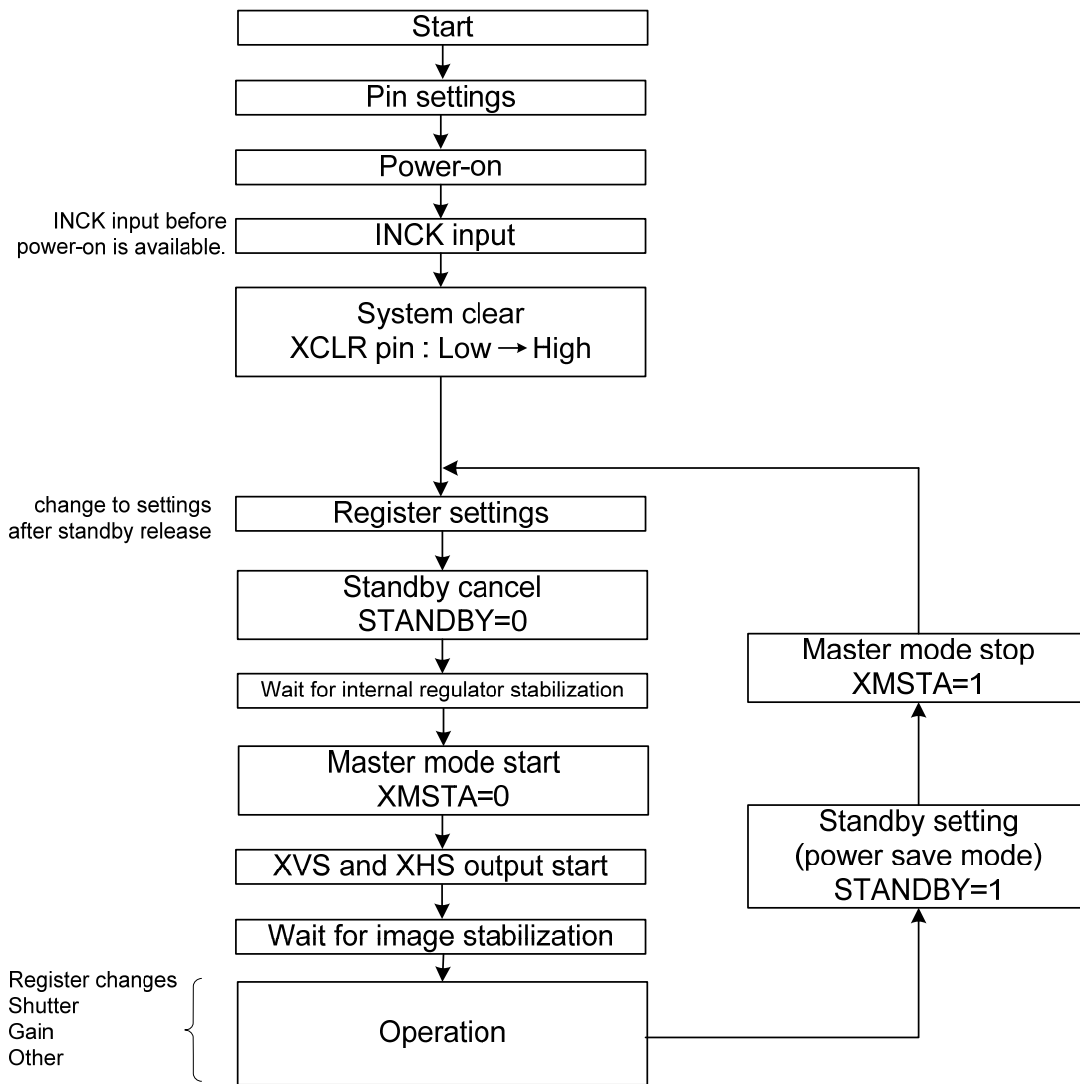 Start
Pin settings
Power-on
INCK input before
power-on is available.
INCK input
System clear
XCLR pin : Low → High
change to settings
after standby release
Register settings
Standby cancel
STANDBY=0
Wait for internal regulator stabilization
Master mode start
XMSTA=0
XVS and XHS output start
Wait for image stabilization
Register changes
Shutter
Gain
Other
Operation
Master mode stop
XMSTA=1
Standby setting
(power save mode)
STANDBY=1